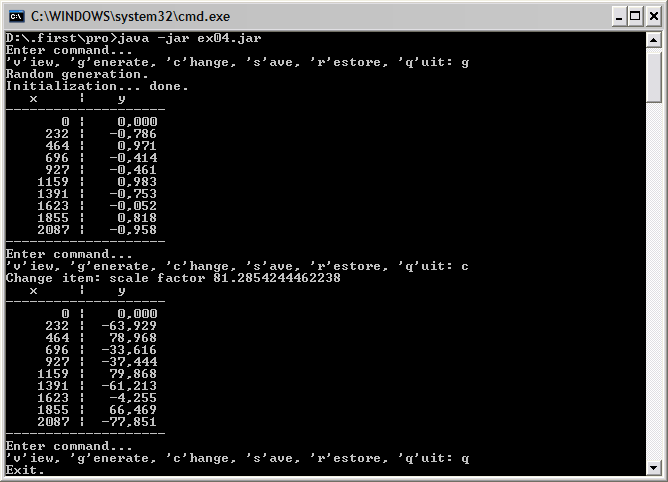 C:\WINDOWS\system32\cmd.exe
D:\.first\pro>java -jar ex04.jar
Enter command...
'v'iew, 'g'enerate, 'c'hange, 's'ave, 'r'estore, 'q'uit: g
Random generation.
Initialization... done.
   x     ¦    y
--------------------
       0 ¦    0,000
     232 ¦   -0,786
     464 ¦    0,971
     696 ¦   -0,414
     927 ¦   -0,461
    1159 ¦    0,983
    1391 ¦   -0,753
    1623 ¦   -0,052
    1855 ¦    0,818
    2087 ¦   -0,958
--------------------
Enter command...
'v'iew, 'g'enerate, 'c'hange, 's'ave, 'r'estore, 'q'uit: c
Change item: scale factor 81.2854244462238
   x     ¦    y
--------------------
       0 ¦    0,000
     232 ¦  -63,929
     464 ¦   78,968
     696 ¦  -33,616
     927 ¦  -37,444
    1159 ¦   79,868
    1391 ¦  -61,213
    1623 ¦   -4,255
    1855 ¦   66,469
    2087 ¦  -77,851
--------------------
Enter command...
'v'iew, 'g'enerate, 'c'hange, 's'ave, 'r'estore, 'q'uit: q
Exit.